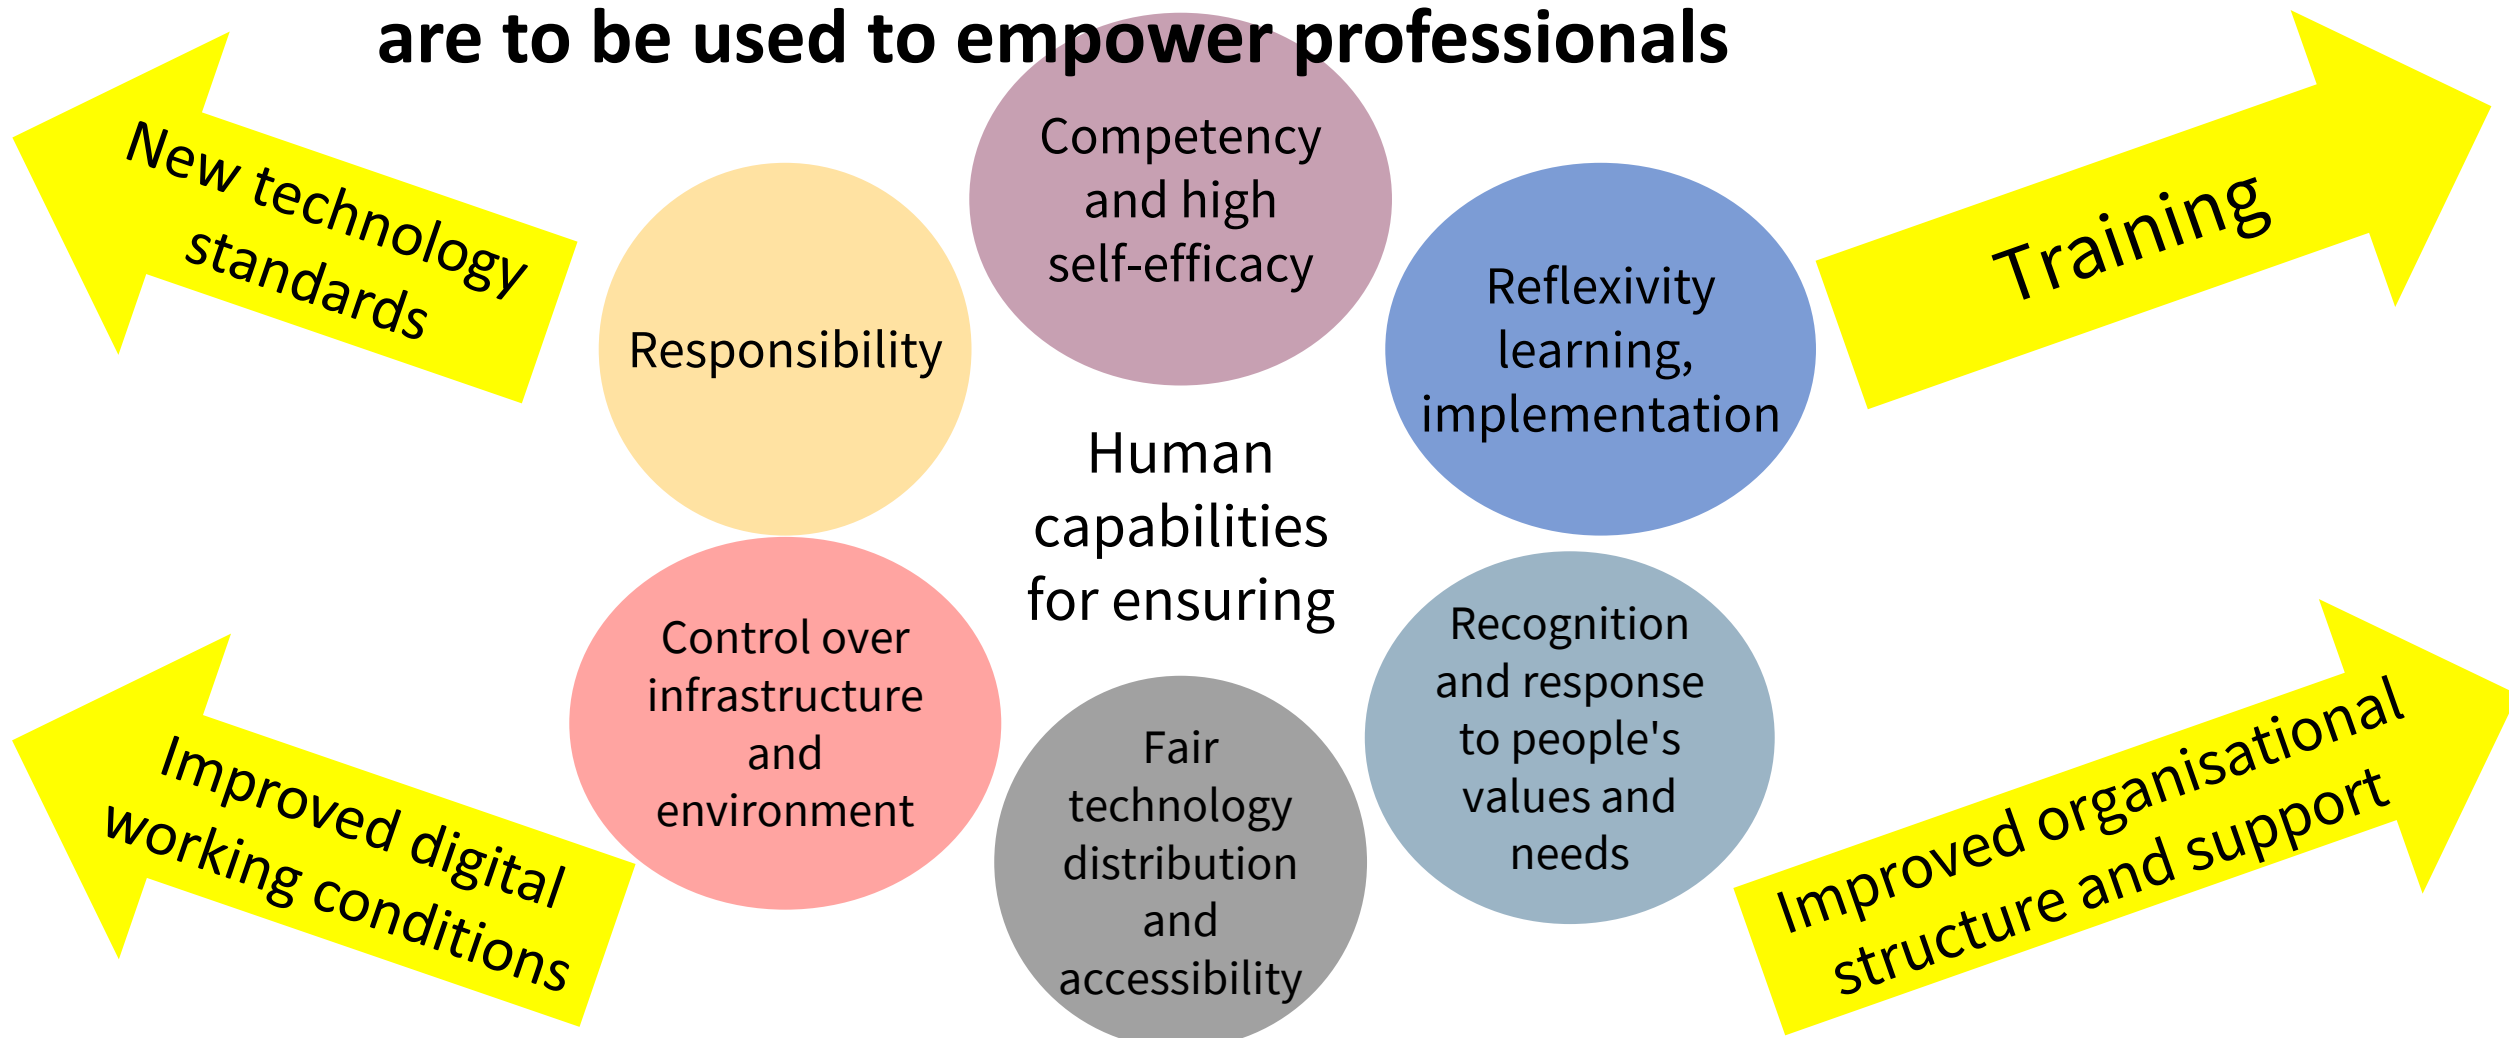 are to be used to empower professionals
New technology
standards
Responsibility
Competency
and high
self-efficacy
Reflexivity
learning,
implementation
Training
Human
capabilities
for ensuring
Control over
infrastructure
and
environment
Fair
technology
distribution
and
accessibility
Recognition
and response
to people's
values and
needs
Improved digital
working conditions
Improved organisational
structure and support